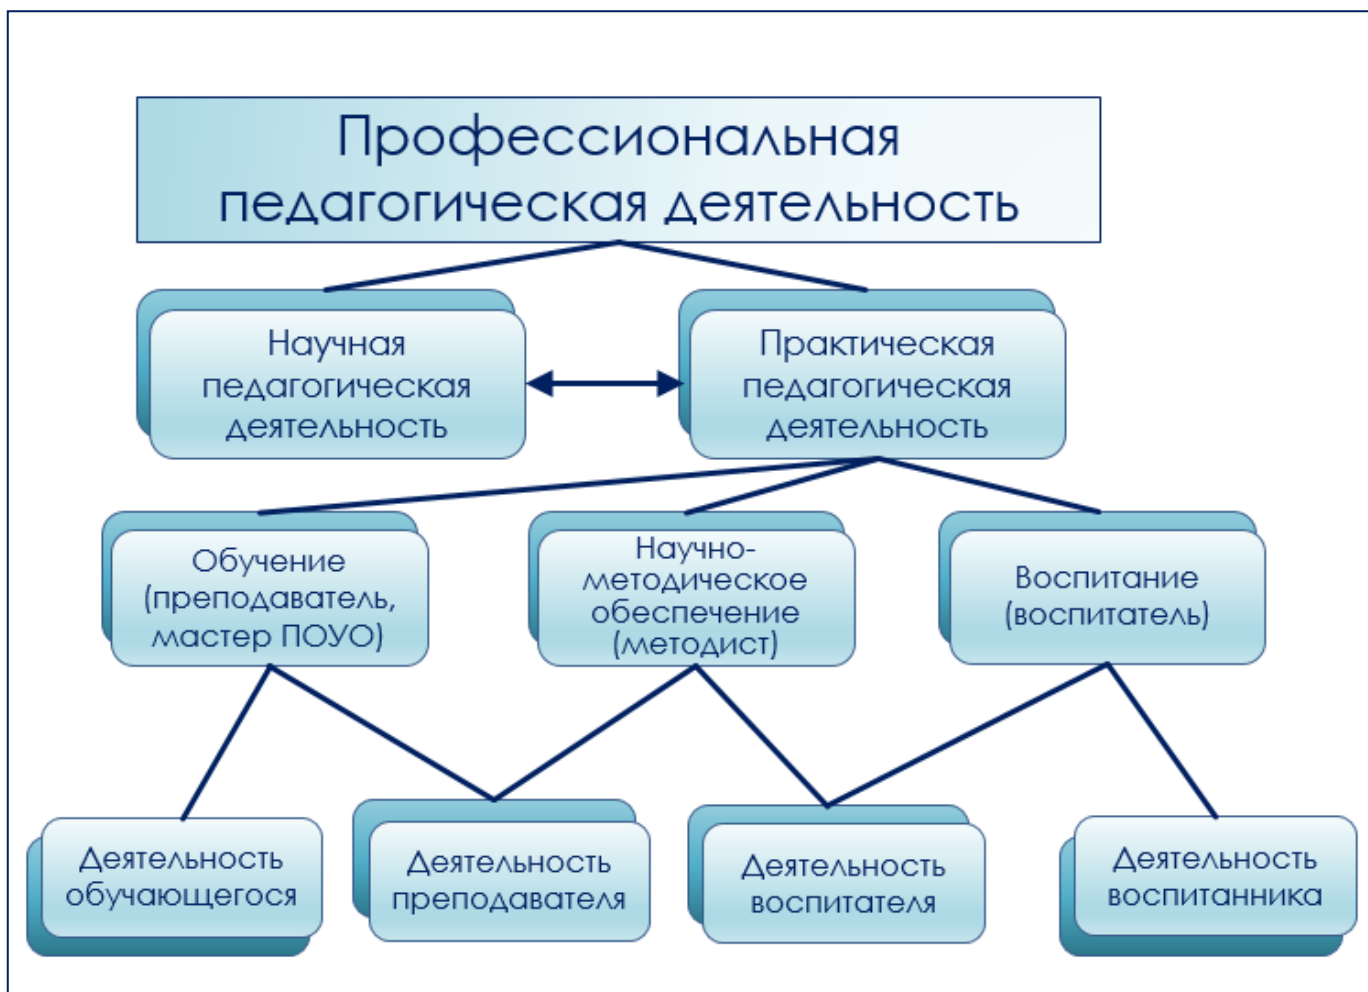 Профессиональная
педагогическая деятельность
Научная
педагогическая
деятельность
Практическая
педагогическая
деятельность
Обучение
(преподаватель,
мастер ПОУО)
Научно-
методическое
обеспечение
(методист)
Воспитание
(воспитатель)
Деятельность
обучающегося
Деятельность
преподавателя
Деятельность
воспитателя
Деятельность
воспитанника